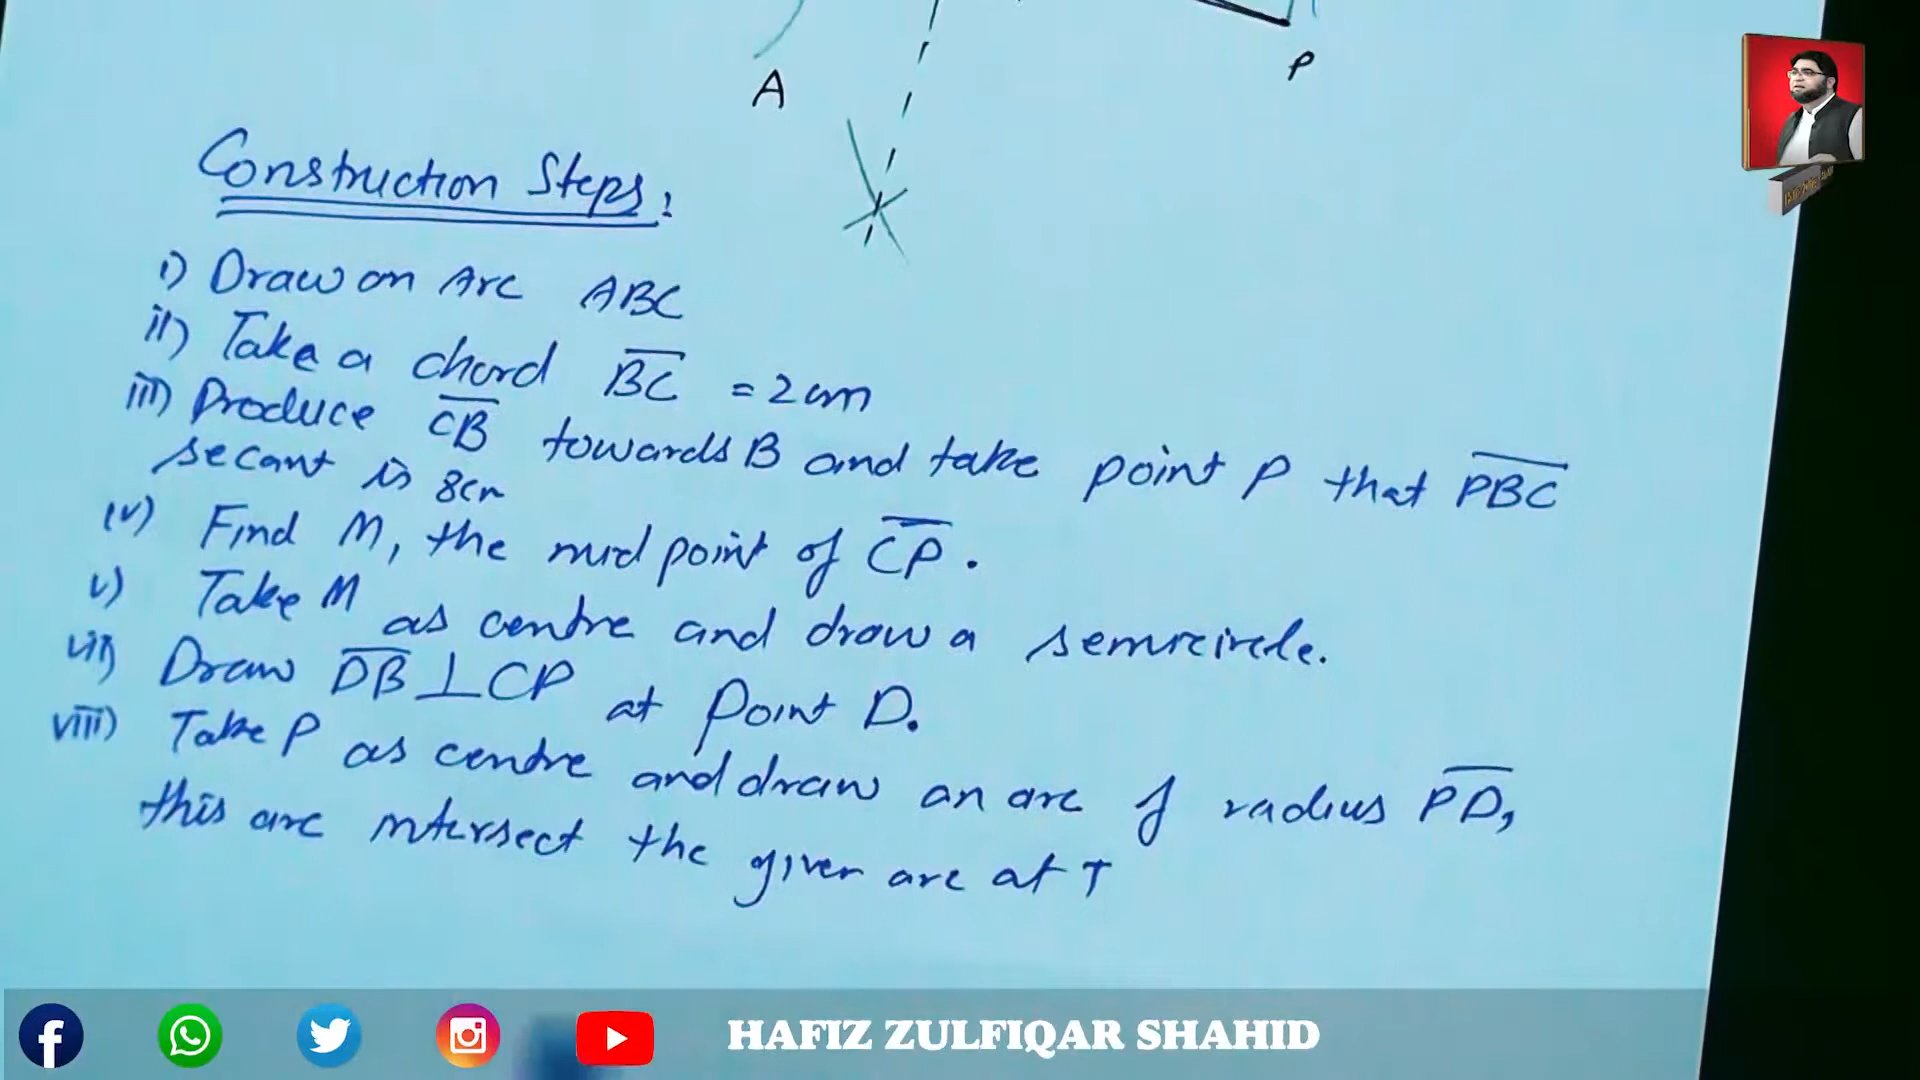 A
P
Construction Steps:
i) Draw an Arc ABC
ii) Take a chord BC = 2cm
iii) Produce CB towards B and take point P that PBC
secant is 8cm
iv) Find M, the mid point of CP.
v) Take M as centre and draw a semicircle.
vii) Draw DB ⊥ CP at point D.
viii) Take P as centre and draw an arc of radius PD,
this arc intersect the given arc at T
HAFIZ ZULFIQAR SHAHID